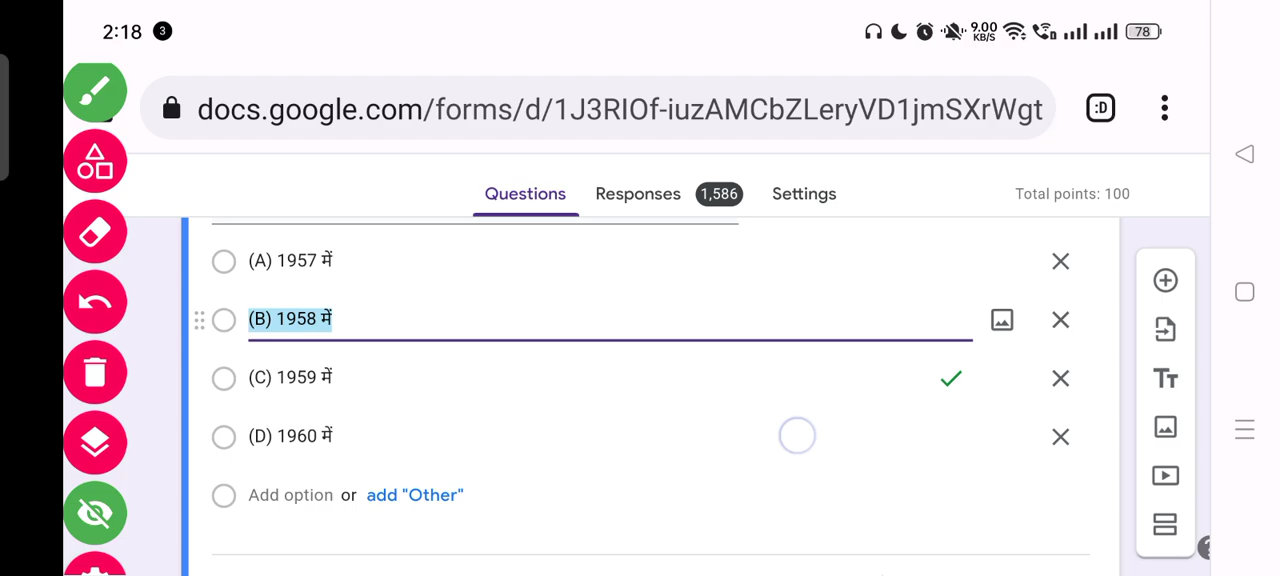 2:18 3 9.00 KB/S 78
docs.google.com/forms/d/1J3RIOf-iuzAMCbZLeryVD1jmSXrWgt :D
Questions Responses 1,586 Settings Total points: 100
(A) 1957 में
(B) 1958 में
(C) 1959 में
(D) 1960 में
Add option or add "Other"